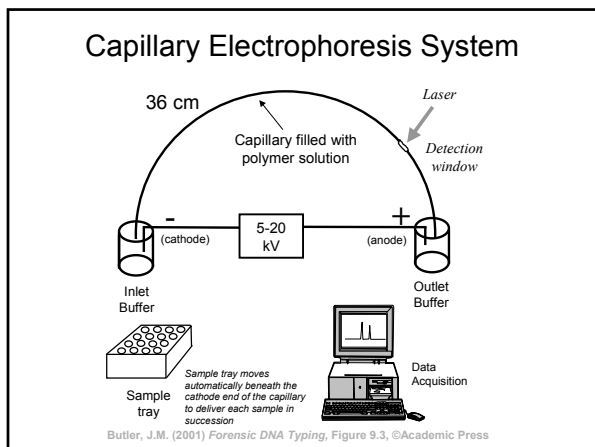 Capillary Electrophoresis System
36 cm
Laser
Capillary filled with
polymer solution
Detection
window
-
(cathode)
5-20
kV
+
(anode)
Inlet
Buffer
Outlet
Buffer
Sample
tray
Sample tray moves
automatically beneath the
cathode end of the capillary
to deliver each sample in
succession
Data
Acquisition
Butler, J.M. (2001) Forensic DNA Typing, Figure 9.3, ©Academic Press